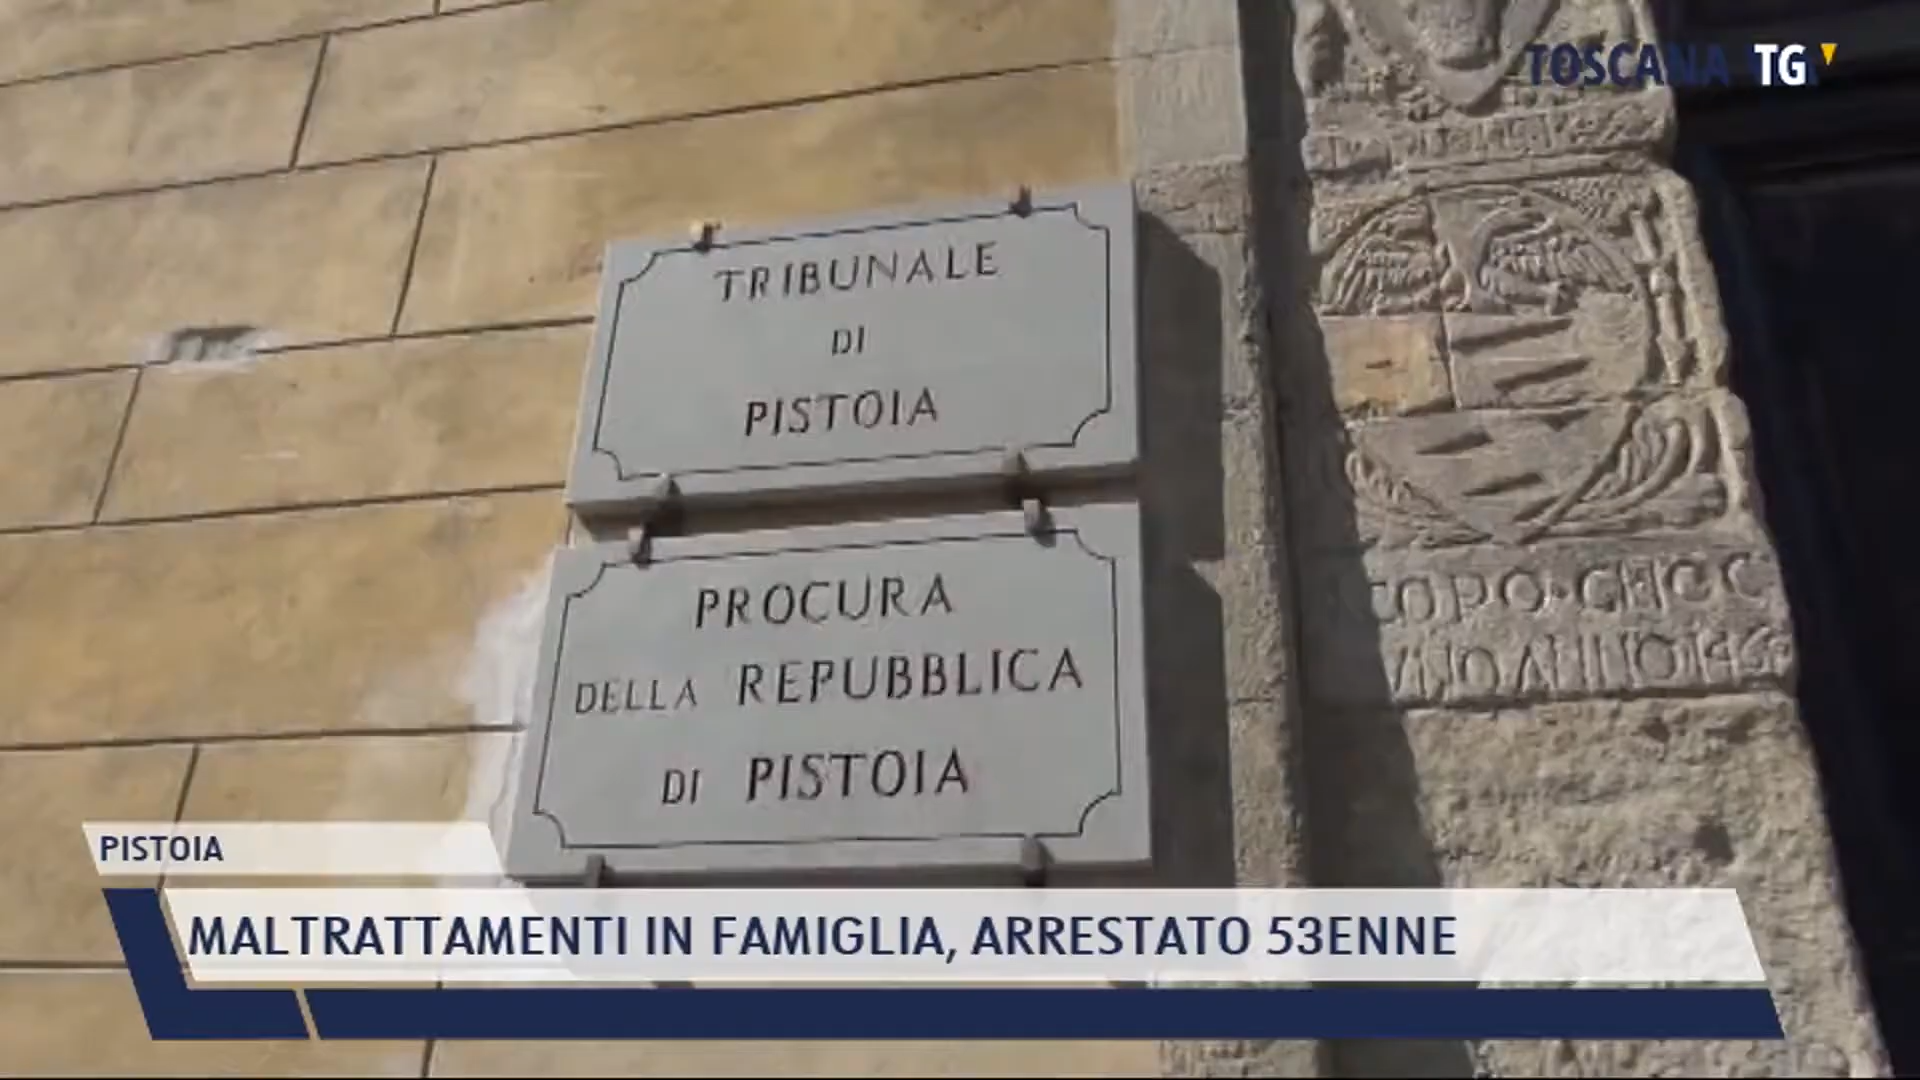 TOSCANA TG
TRIBUNALE
DI
PISTOIA
PROCURA
DELLA REPUBBLICA
DI PISTOIA
PISTOIA
MALTRATTAMENTI IN FAMIGLIA, ARRESTATO 53ENNE